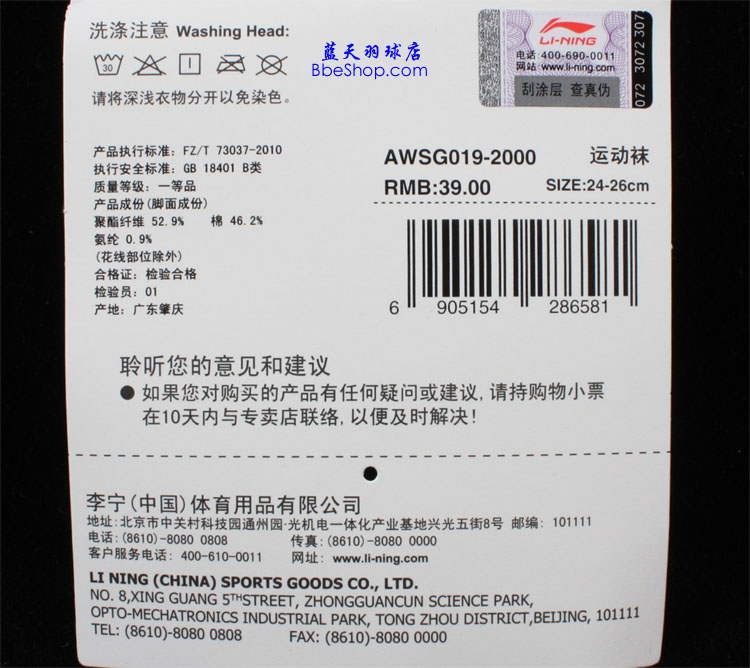 洗涤注意 Washing Head:
30
请将深浅衣物分开以免染色。
蓝天羽球店
BbeShop.com
LI-NING
电话:400-690-0011
网站:www.li-ning.com
刮涂层 查真伪
072 3072 307
产品执行标准: FZ/T 73037-2010
执行安全标准: GB 18401 B类
质量等级: 一等品
产品成份(脚面成份)
聚酯纤维 52.9% 棉 46.2%
氨纶 0.9%
(花线部位除外)
合格证: 检验合格
检验员: 01
产地: 广东肇庆
AWSG019-2000 运动袜
RMB:39.00 SIZE:24-26cm
6 905154 286581
聆听您的意见和建议
● 如果您对购买的产品有任何疑问或建议,请持购物小票
在10天内与专卖店联络,以便及时解决!
李宁(中国)体育用品有限公司
地址:北京市中关村科技园通州园·光机电一体化产业基地兴光五街8号 邮编: 101111
电话:(8610)-8080 0808 传真:(8610)-8080 0000
客户服务电话: 400-610-0011 网址: www.li-ning.com
LI NING (CHINA) SPORTS GOODS CO., LTD.
NO. 8,XING GUANG 5THSTREET, ZHONGGUANCUN SCIENCE PARK,
OPTO-MECHATRONICS INDUSTRIAL PARK, TONG ZHOU DISTRICT,BEIJING, 101111
TEL: (8610)-8080 0808 FAX: (8610)-8080 0000